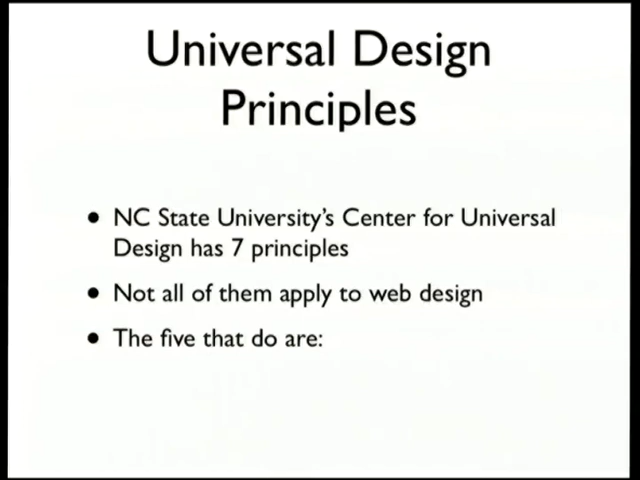 Universal Design
Principles
• NC State University's Center for Universal
Design has 7 principles
• Not all of them apply to web design
• The five that do are: